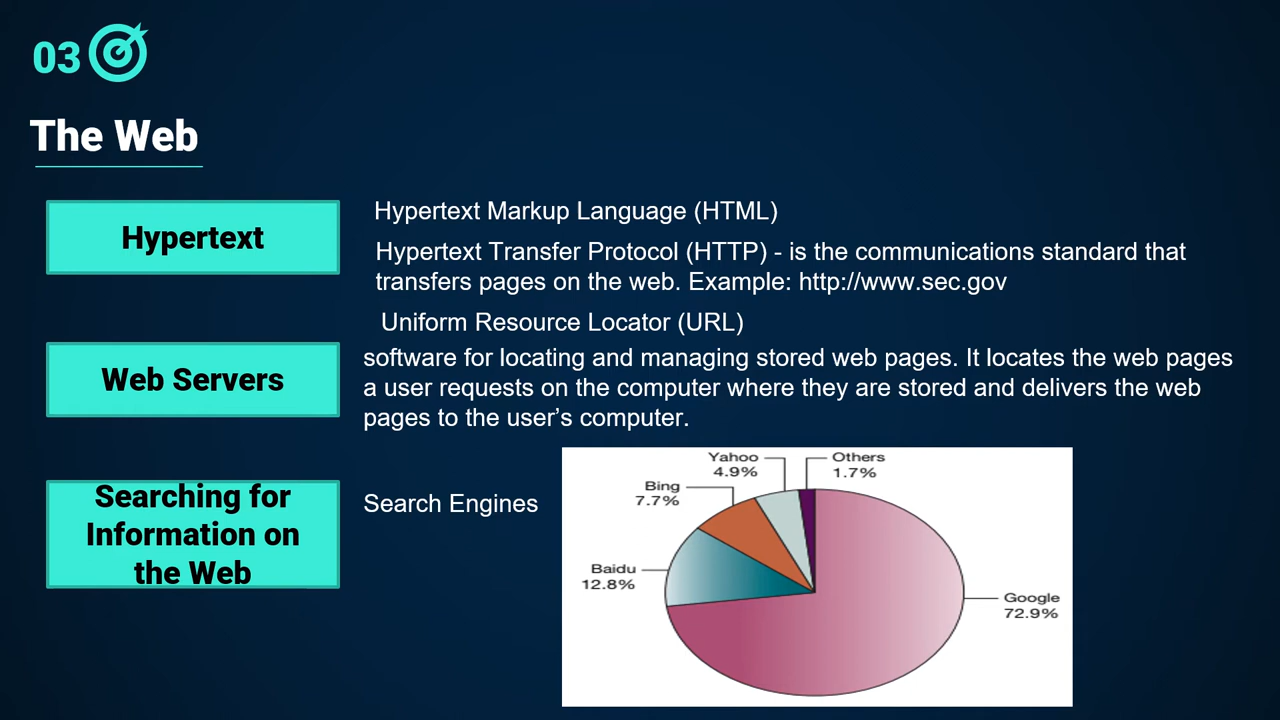 03
The Web
Hypertext
Hypertext Markup Language (HTML)
Hypertext Transfer Protocol (HTTP) - is the communications standard that
transfers pages on the web. Example: http://www.sec.gov
Uniform Resource Locator (URL)
Web Servers
software for locating and managing stored web pages. It locates the web pages
a user requests on the computer where they are stored and delivers the web
pages to the user’s computer.
Searching for
Information on
the Web
Search Engines
Yahoo
4.9%
Others
1.7%
Bing
7.7%
Baidu
12.8%
Google
72.9%